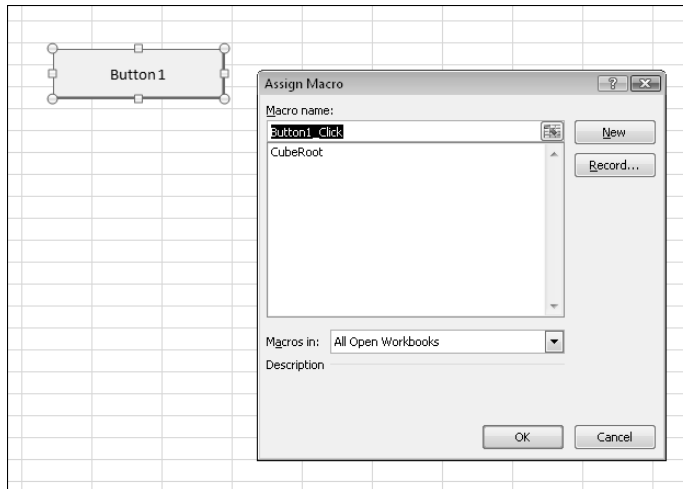 Button 1
Assign Macro
Macro name:
Button1_Click
New
CubeRoot
Record...
Macros in: All Open Workbooks
Description
OK Cancel